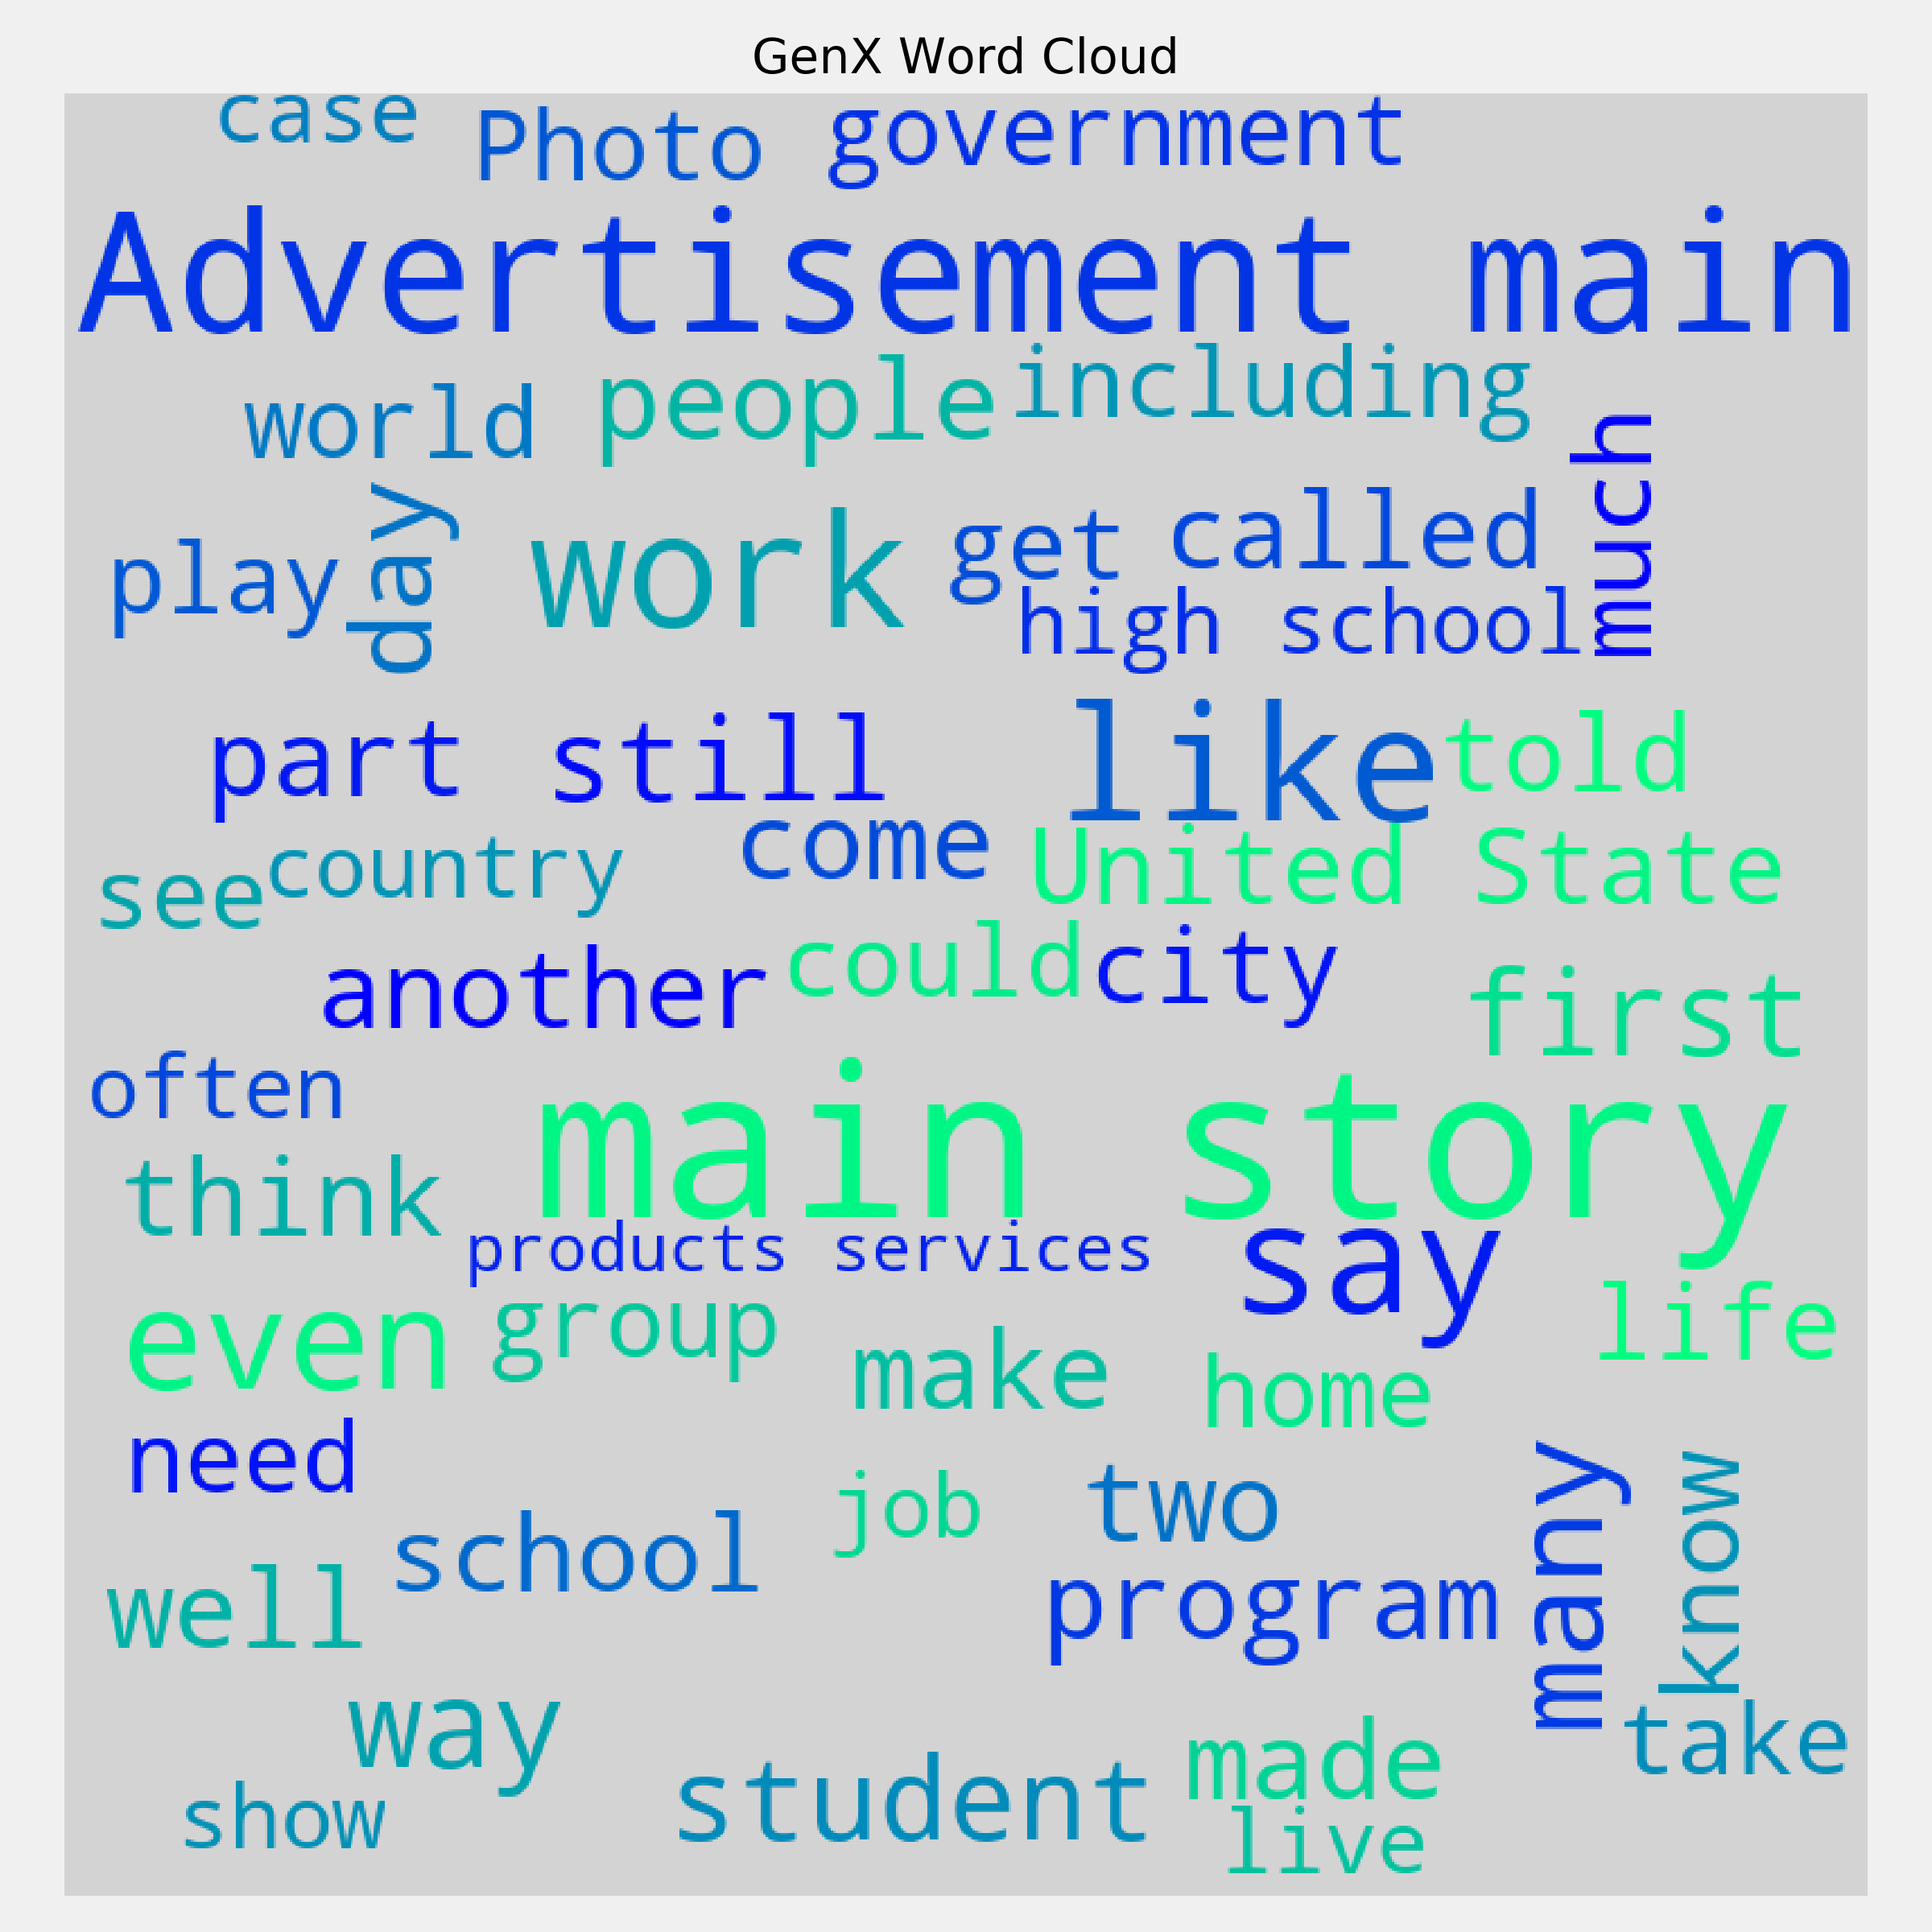 GenX Word Cloud
case Photo government
Advertisement main
world people including
much
play day work get called
high school
part still like told
come
see country United State
another could city first
often main story
think
products services say
even group life
make home
need
job two many know
school
well program
way made take
show student live